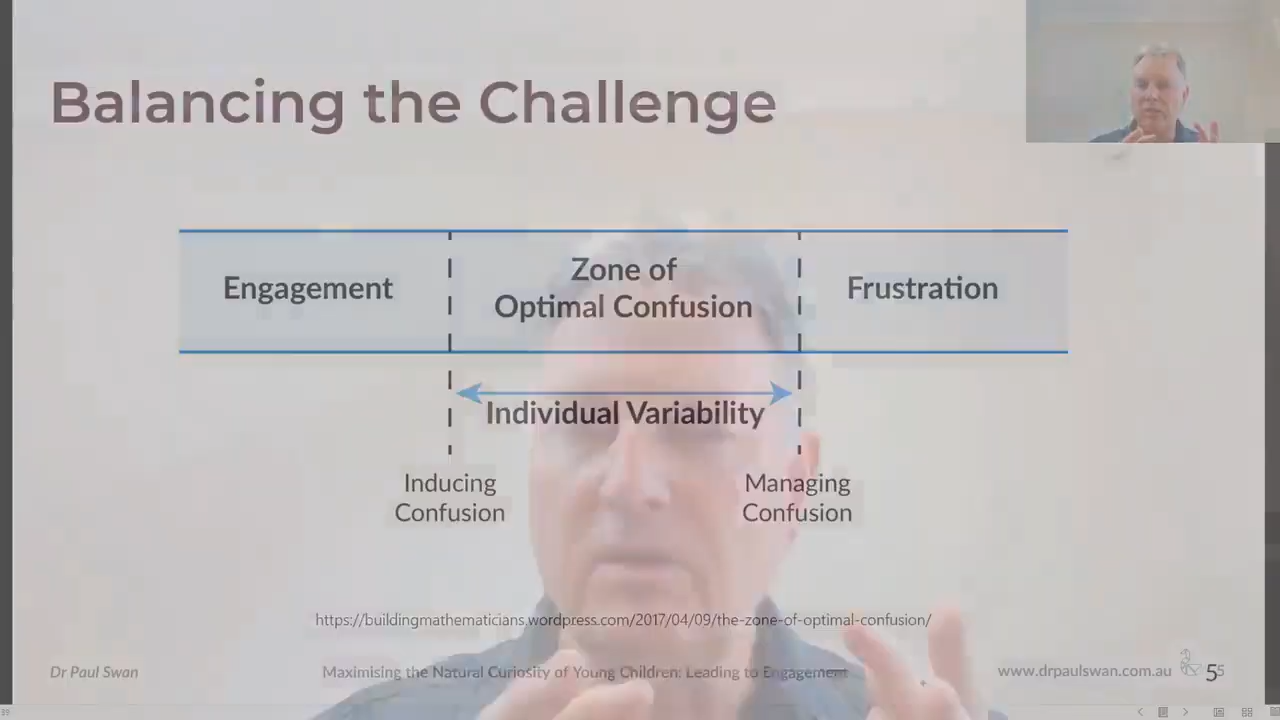 Balancing the Challenge
Engagement
Zone of
Optimal Confusion
Frustration
Individual Variability
Inducing
Confusion
Managing
Confusion
https://buildingmathematicians.wordpress.com/2017/04/09/the-zone-of-optimal-confusion/
Dr Paul Swan
Maximising the Natural Curiosity of Young Children: Leading to Engagement
www.drpaulswan.com.au